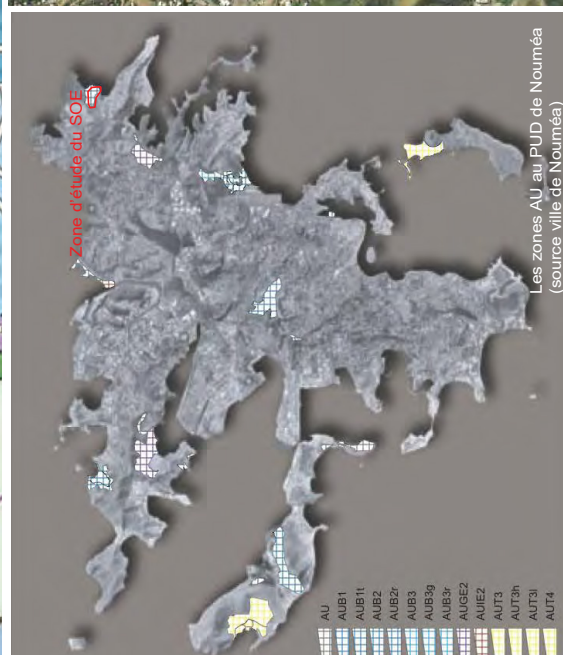 Zone d'étude du SOE
Les zones AU au PUD de Nouméa
(source ville de Nouméa)
AU
AUB1
AUB1t
AUB2
AUB2r
AUB3
AUB3g
AUB3r
AUGE2
AUIE2
AUT3
AUT3h
AUT3l
AUT4